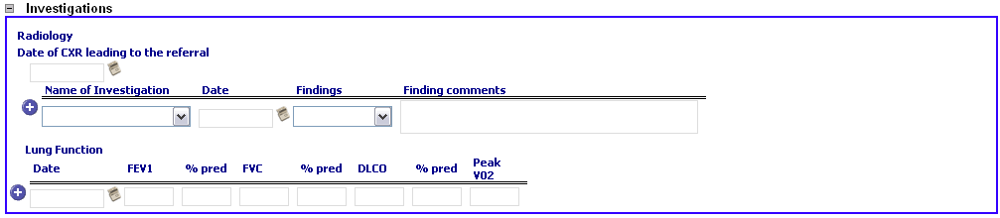 Investigations
Radiology
Date of CXR leading to the referral
Name of Investigation Date Findings Finding comments
Lung Function
Date FEV1 % pred FVC % pred DLCO % pred Peak
VO2